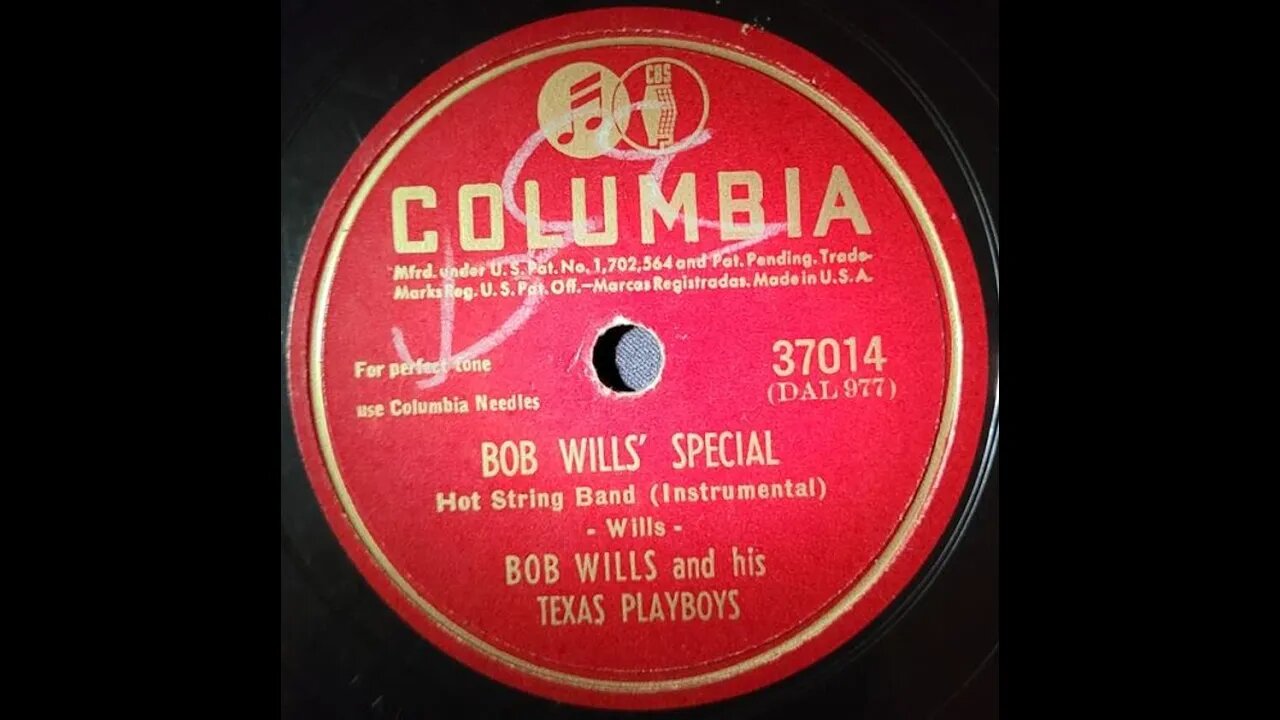 CBS
COLUMBIA
Mfrd. under U.S. Pat. No. 1,702,564 and Pat. Pending. Trade-
Marks Reg. U.S. Pat. Off.—Marcas Registradas. Made in U.S.A.
For perfect tone
use Columbia Needles
37014
(DAL 977)
BOB WILLS' SPECIAL
Hot String Band (Instrumental)
- Wills -
BOB WILLS and his
TEXAS PLAYBOYS